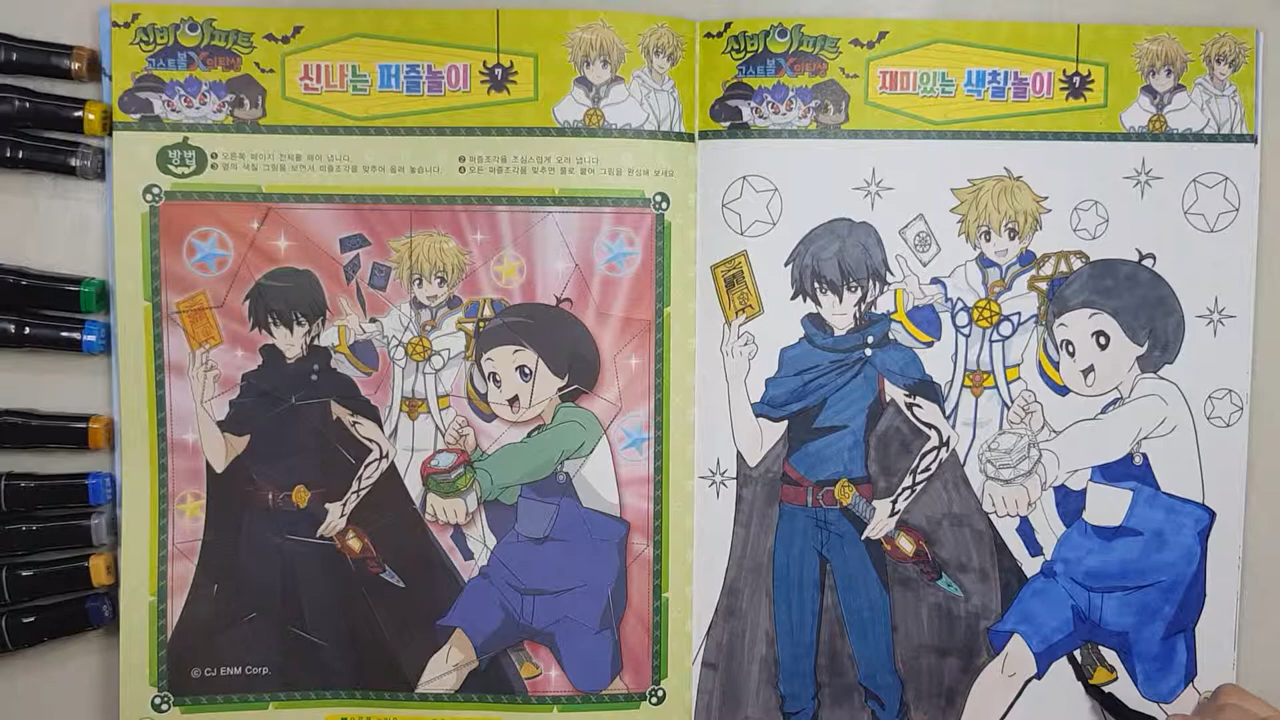 신비아파트
고스트볼X의탄생
신나는 퍼즐놀이
7
방법
❶ 오른쪽 페이지 전체를 떼어 냅니다.
❷ 퍼즐조각을 조심스럽게 오려 냅니다.
❸ 옆의 색칠 그림을 보면서 퍼즐조각을 맞추어 올려 놓습니다.
❹ 모든 퍼즐조각을 맞추면 풀로 붙여 그림을 완성해 보세요.
© CJ ENM Corp.
신비아파트
고스트볼X의탄생
재미있는 색칠놀이
7